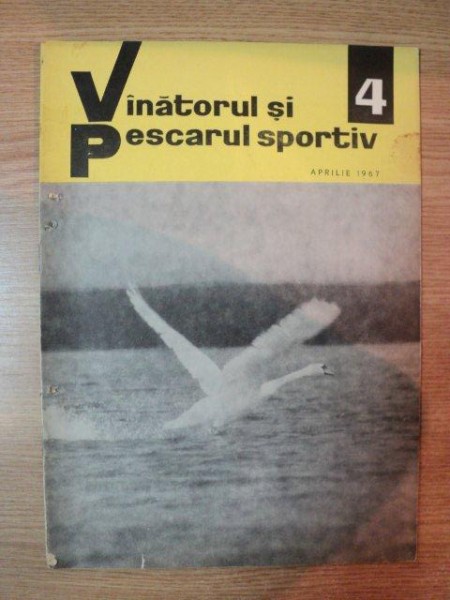 Vînătorul și
Pescarul sportiv
4
APRILIE 1967